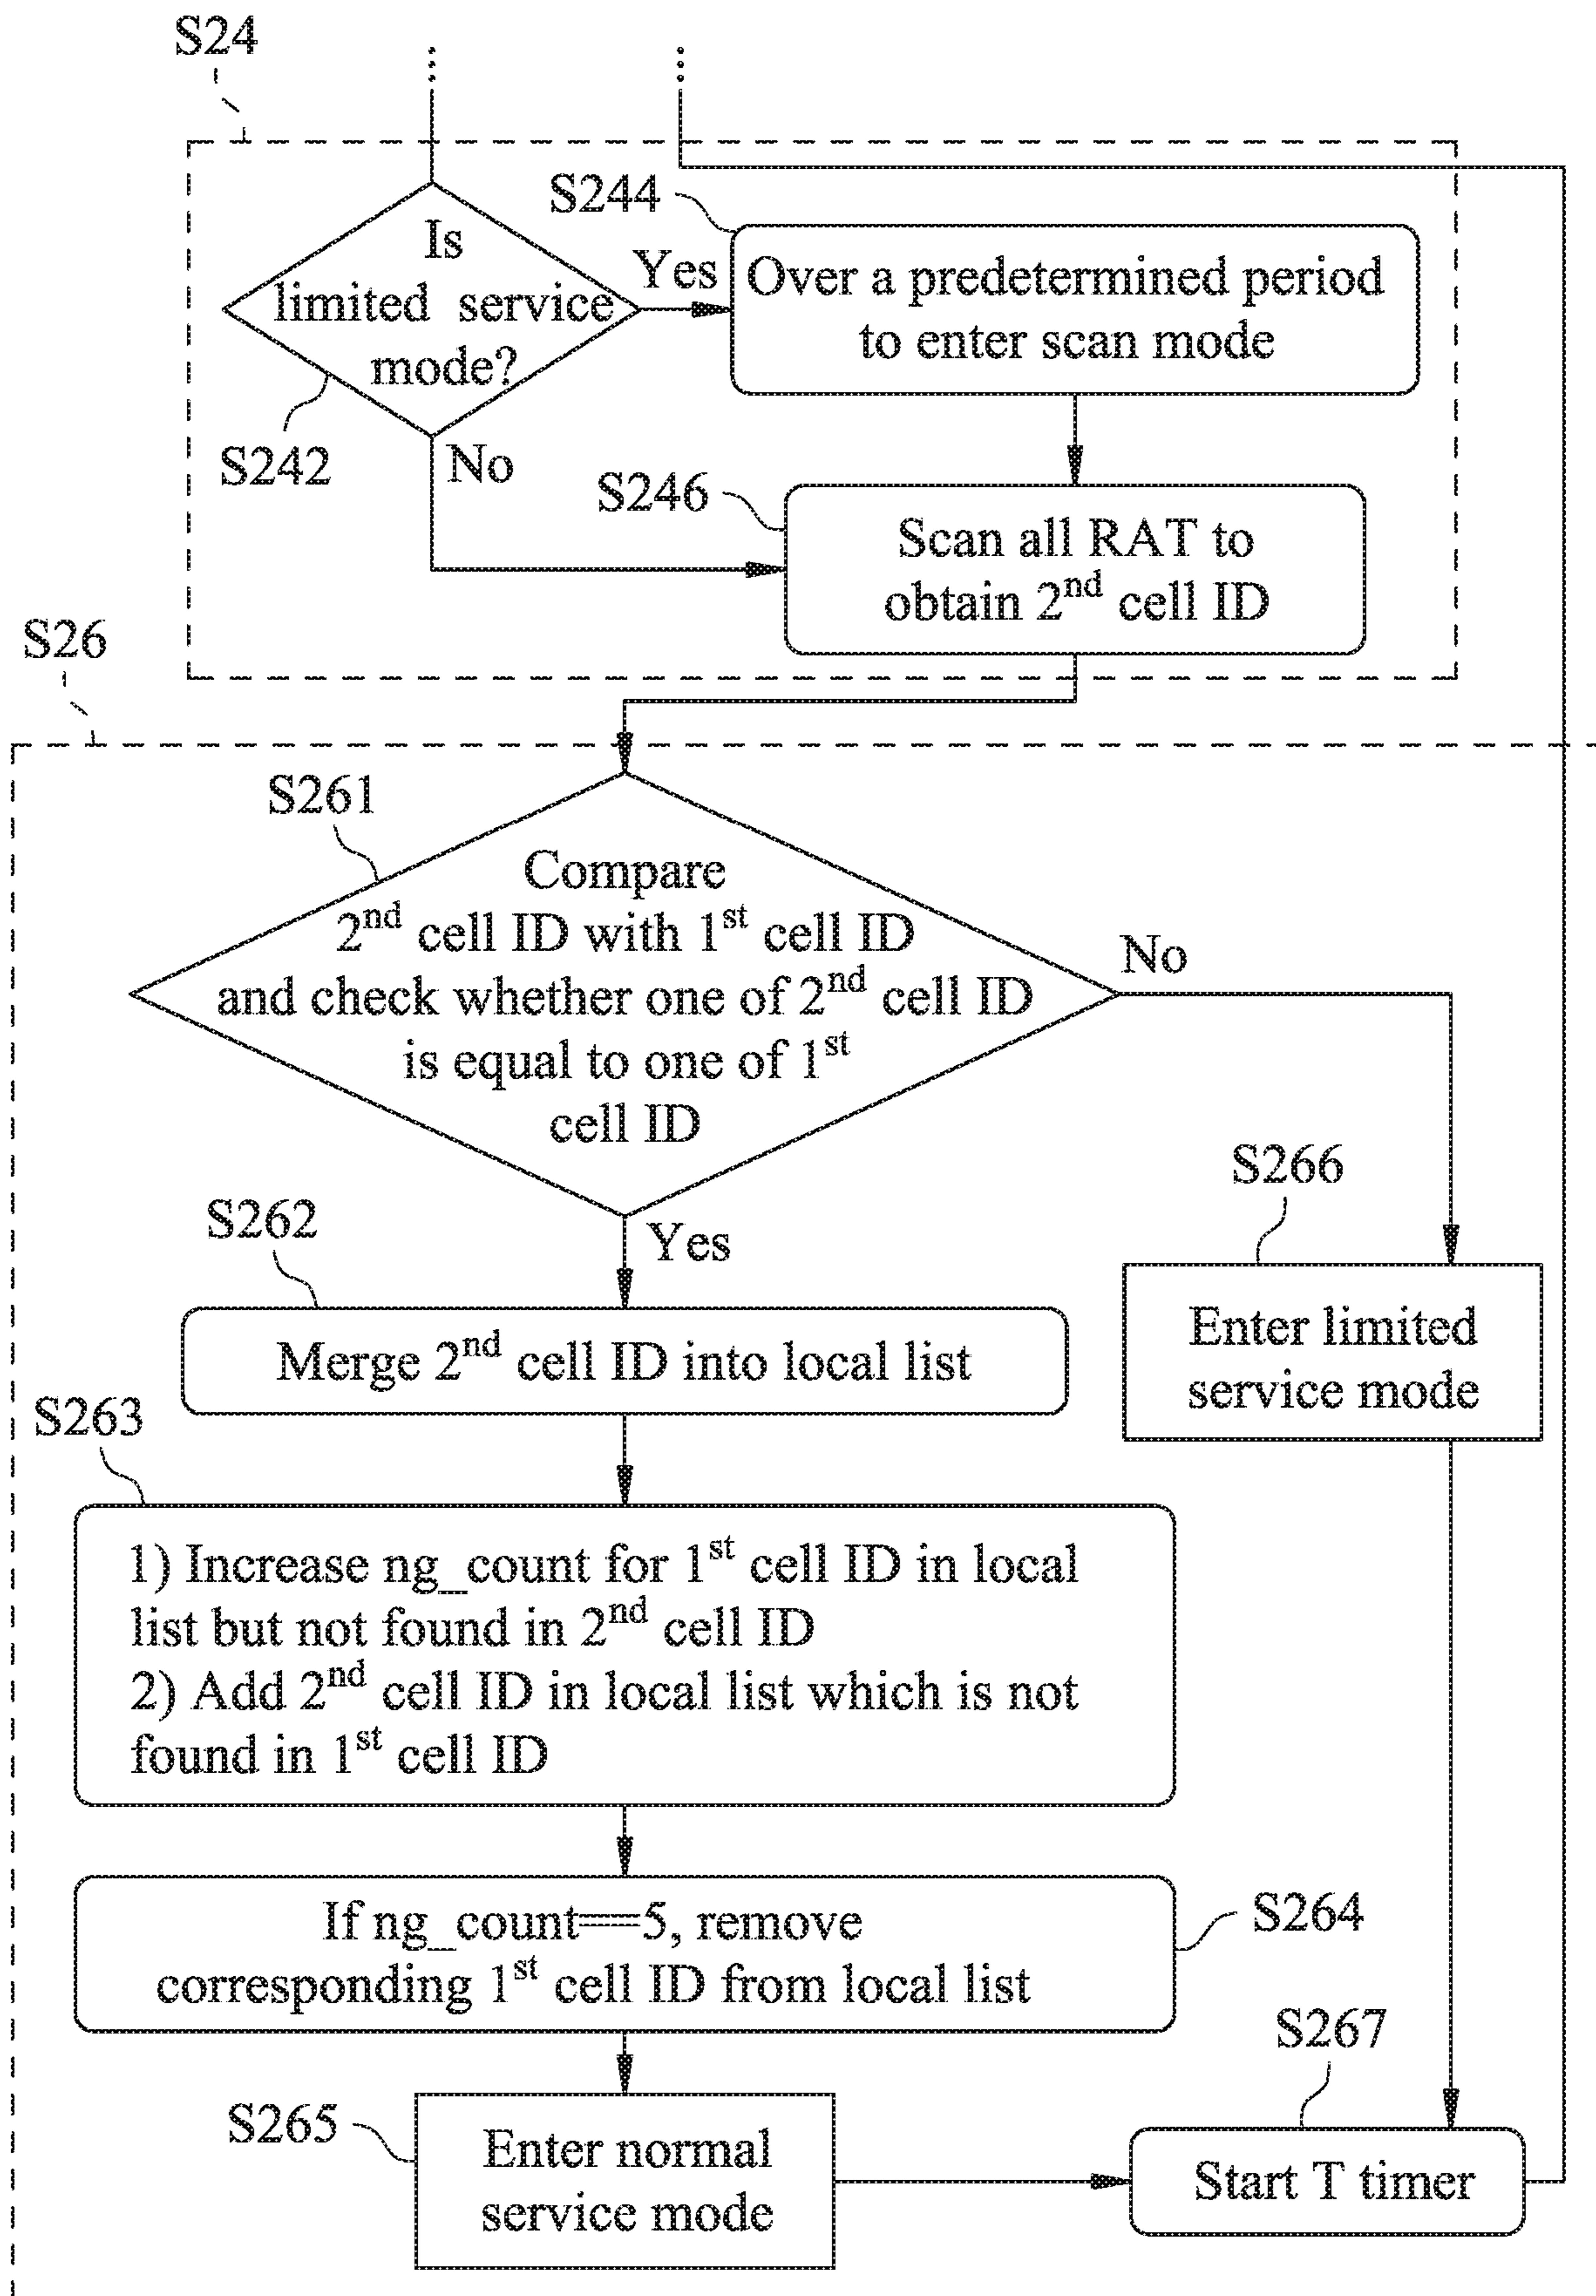 S24
S244
Is
limited service
mode?
Yes
Over a predetermined period
to enter scan mode
S242
No
S246
Scan all RAT to
obtain 2nd cell ID
S26
S261
Compare
2nd cell ID with 1st cell ID
and check whether one of 2nd cell ID
is equal to one of 1st
cell ID
No
S262
Yes
S266
Merge 2nd cell ID into local list
Enter limited
service mode
S263
1) Increase ng_count for 1st cell ID in local
list but not found in 2nd cell ID
2) Add 2nd cell ID in local list which is not
found in 1st cell ID
If ng_count==5, remove
corresponding 1st cell ID from local list
S264
S267
S265
Enter normal
service mode
Start T timer